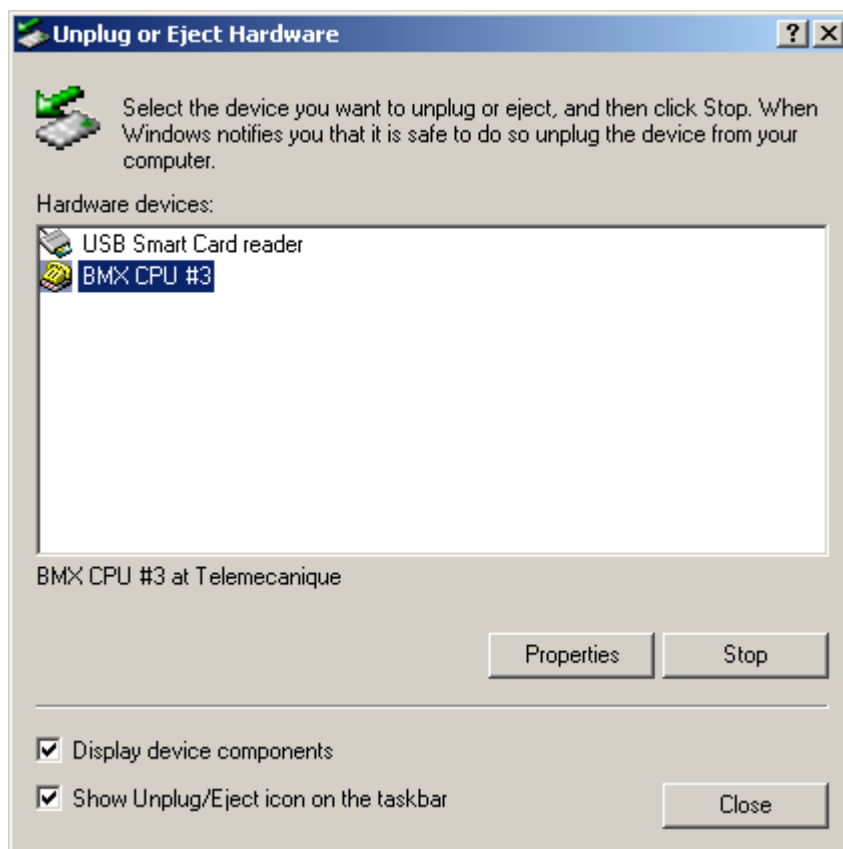 Unplug or Eject Hardware
Select the device you want to unplug or eject, and then click Stop. When
Windows notifies you that it is safe to do so unplug the device from your
computer.
Hardware devices:
USB Smart Card reader
BMX CPU #3
BMX CPU #3 at Telemecanique
Properties
Stop
Display device components
Show Unplug/Eject icon on the taskbar
Close